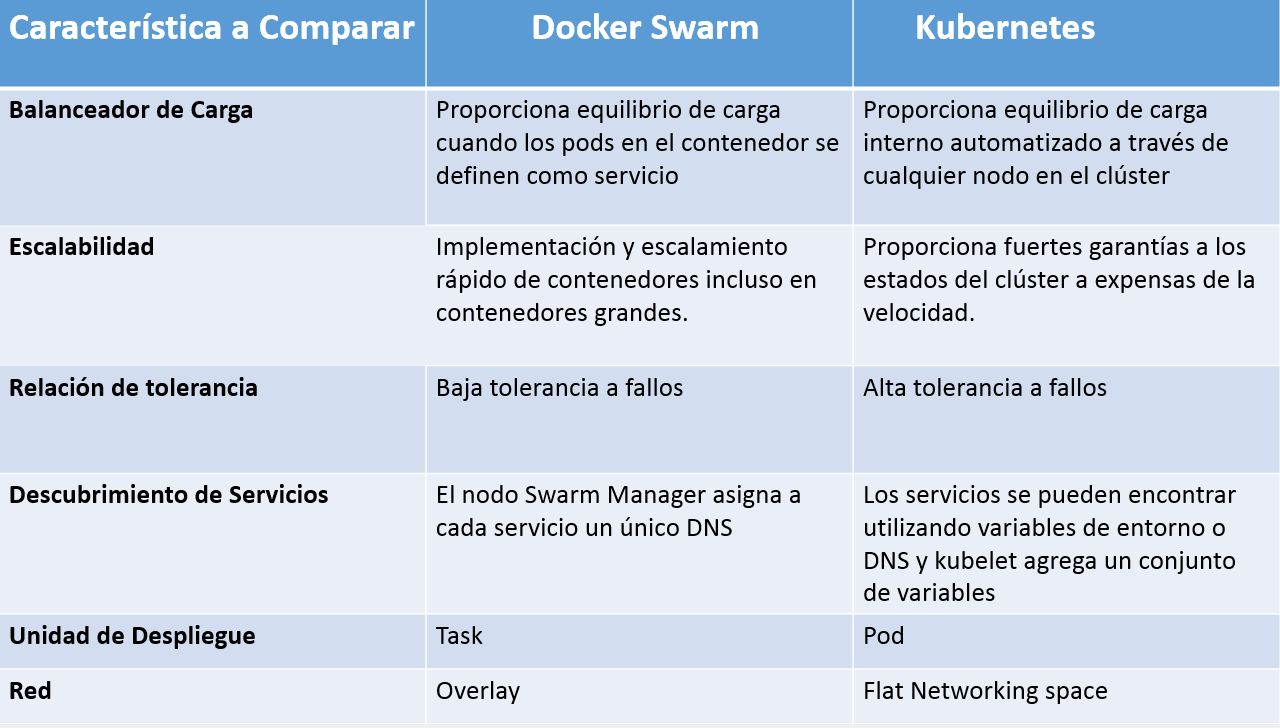 Característica a Comparar
Docker Swarm
Kubernetes
Balanceador de Carga
Proporciona equilibrio de carga
cuando los pods en el contenedor se
definen como servicio
Proporciona equilibrio de carga
interno automatizado a través de
cualquier nodo en el clúster
Escalabilidad
Implementación y escalamiento
rápido de contenedores incluso en
contenedores grandes.
Proporciona fuertes garantías a los
estados del clúster a expensas de la
velocidad.
Relación de tolerancia
Baja tolerancia a fallos
Alta tolerancia a fallos
Descubrimiento de Servicios
El nodo Swarm Manager asigna a
cada servicio un único DNS
Los servicios se pueden encontrar
utilizando variables de entorno o
DNS y kubelet agrega un conjunto
de variables
Unidad de Despliegue
Task
Pod
Red
Overlay
Flat Networking space